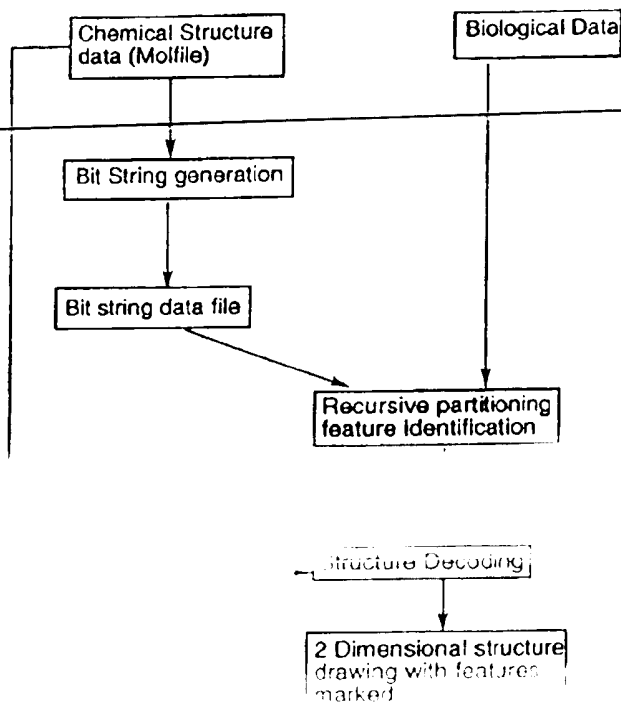 Chemical Structure
data (Molfile)
Biological Data
Bit String generation
Bit string data file
Recursive partitioning
feature Identification
Structure Decoding
2 Dimensional structure
drawing with features
marked